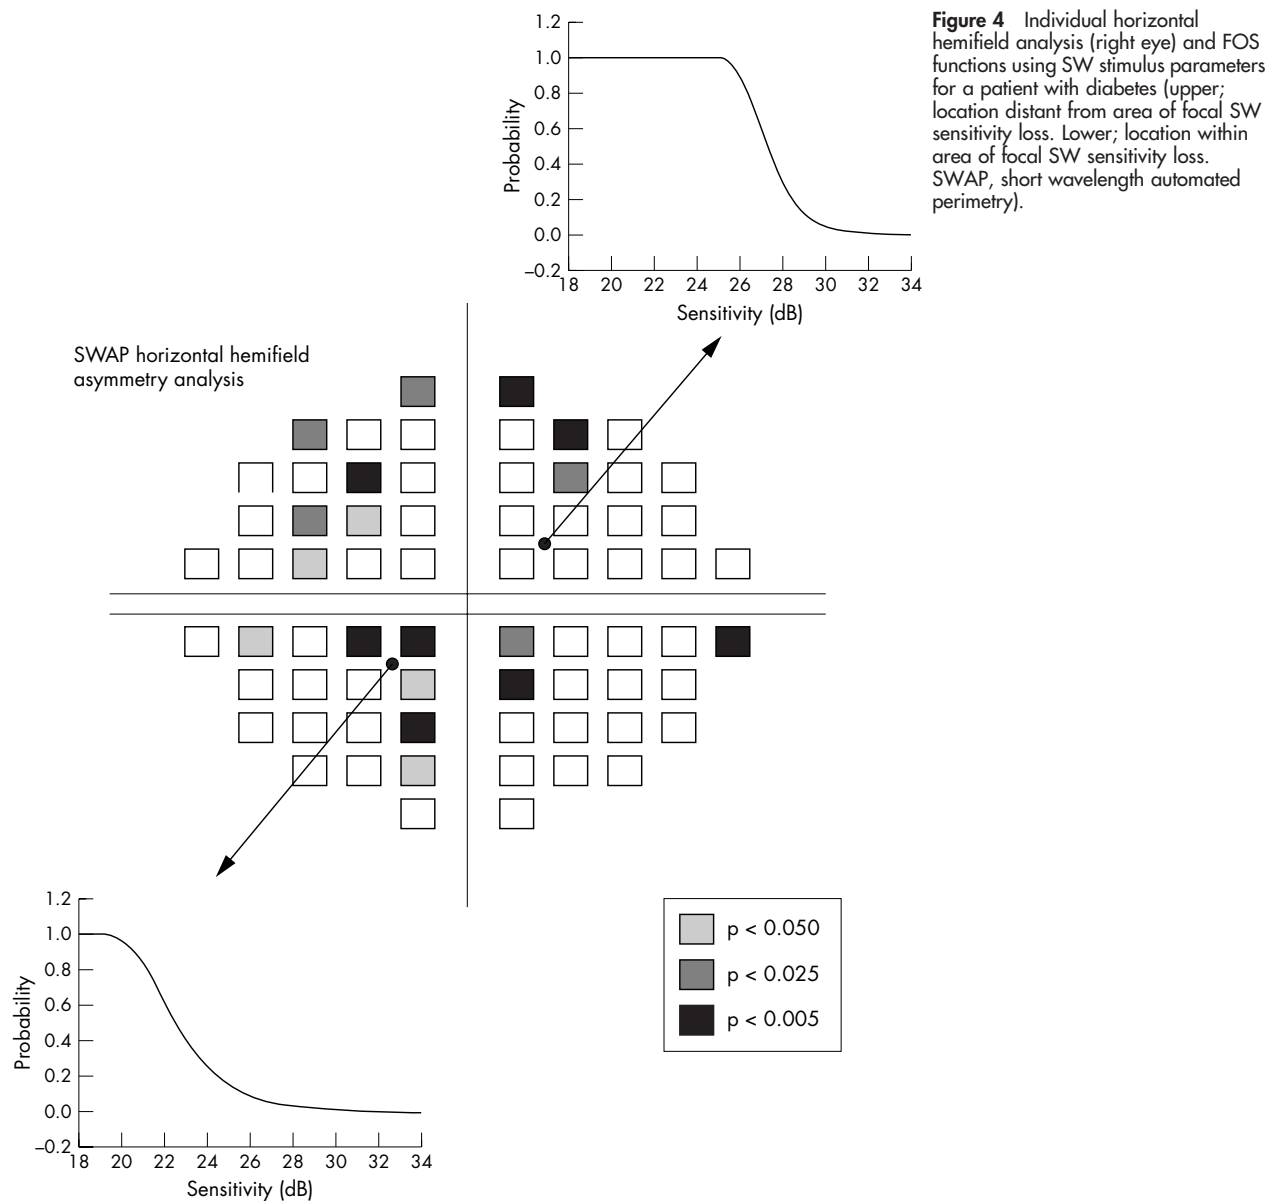 Figure 4 Individual horizontal
hemifield analysis (right eye) and FOS
functions using SW stimulus parameters
for a patient with diabetes (upper;
location distant from area of focal SW
sensitivity loss. Lower; location within
area of focal SW sensitivity loss.
SWAP, short wavelength automated
perimetry).
1.2
1.0
0.8
0.6
0.4
0.2
0.0
–0.2
Probability
18 20 22 24 26 28 30 32 34
Sensitivity (dB)
SWAP horizontal hemifield
asymmetry analysis
1.2
1.0
0.8
0.6
0.4
0.2
0.0
–0.2
Probability
18 20 22 24 26 28 30 32 34
Sensitivity (dB)
p < 0.050
p < 0.025
p < 0.005